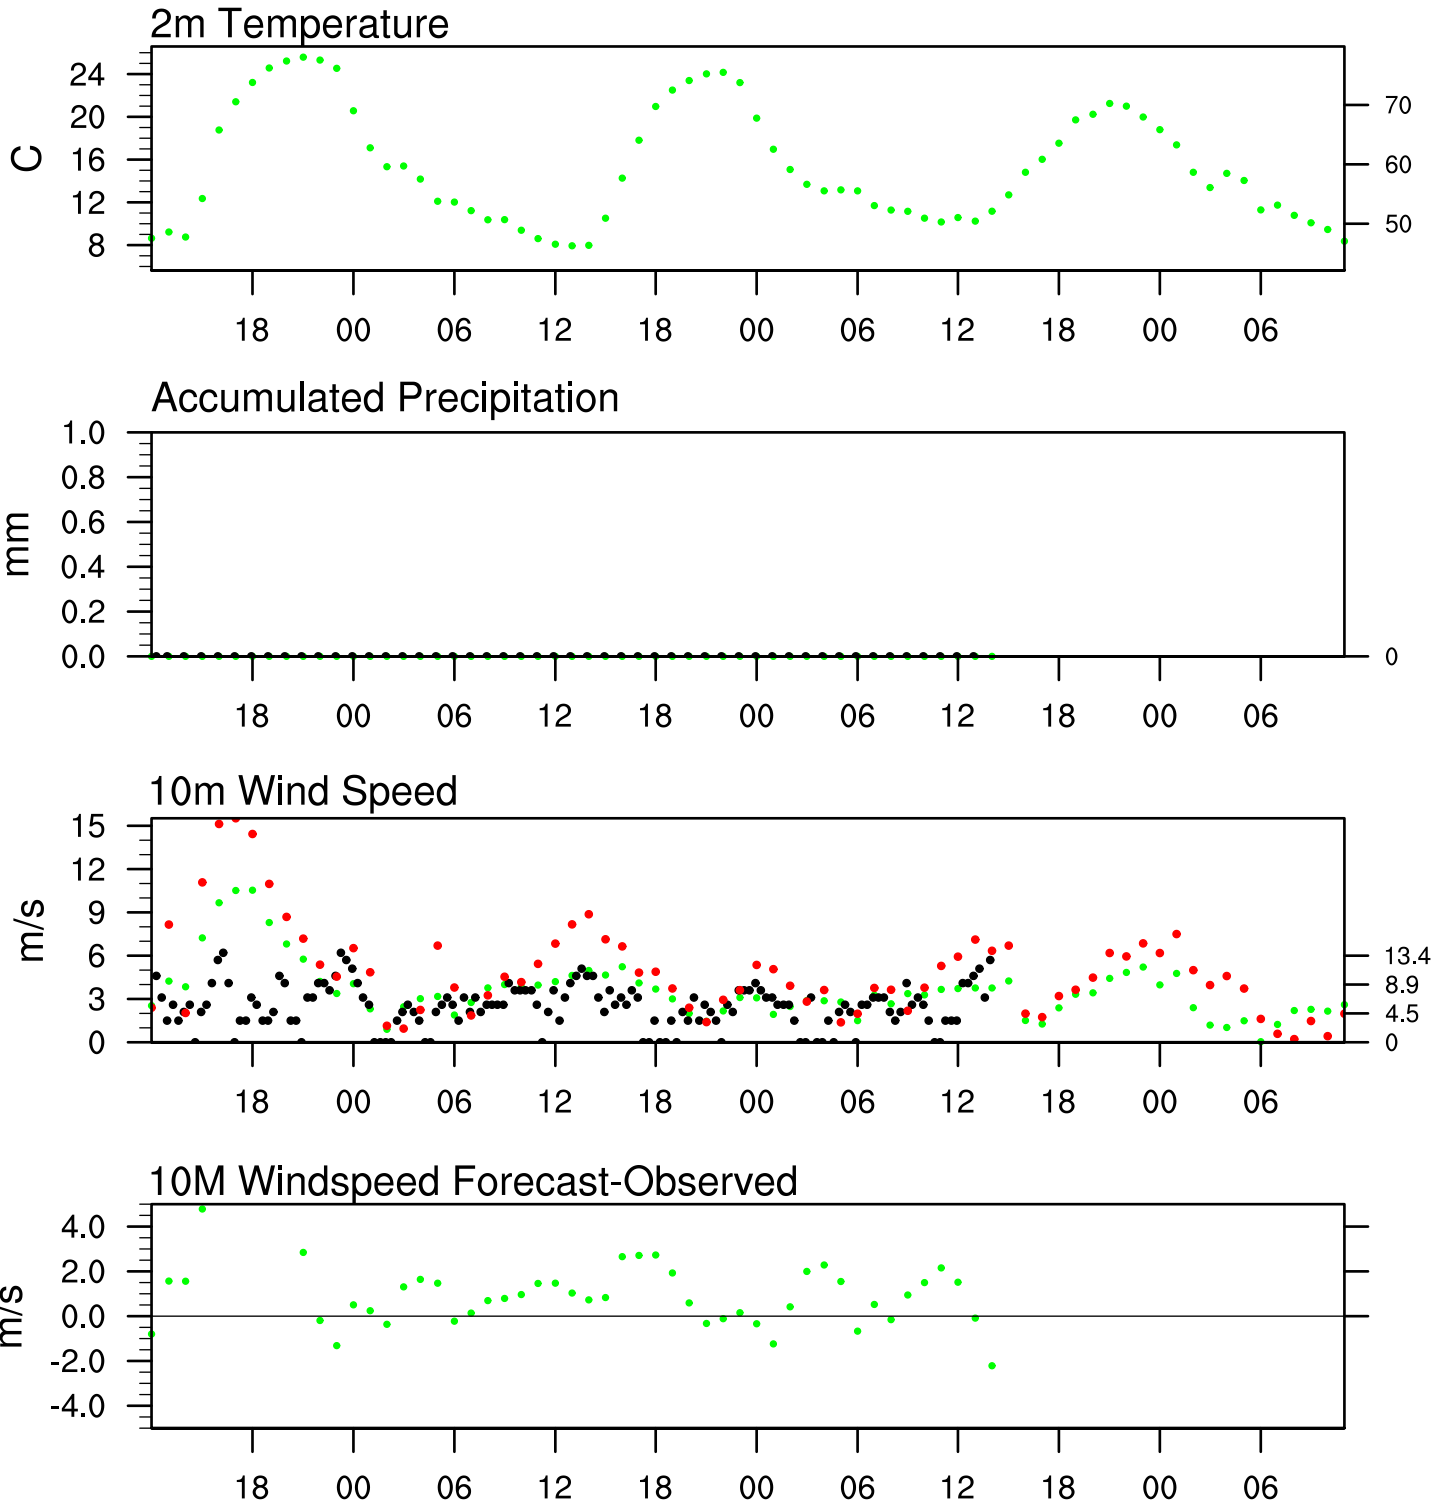 2m Temperature
C
24
20
16
12
8
70
60
50
18 00 06 12 18 00 06 12 18 00 06
Accumulated Precipitation
mm
1.0
0.8
0.6
0.4
0.2
0.0
0
18 00 06 12 18 00 06 12 18 00 06
10m Wind Speed
m/s
15
12
9
6
3
0
13.4
8.9
4.5
0
18 00 06 12 18 00 06 12 18 00 06
10M Windspeed Forecast-Observed
m/s
4.0
2.0
0.0
-2.0
-4.0
18 00 06 12 18 00 06 12 18 00 06